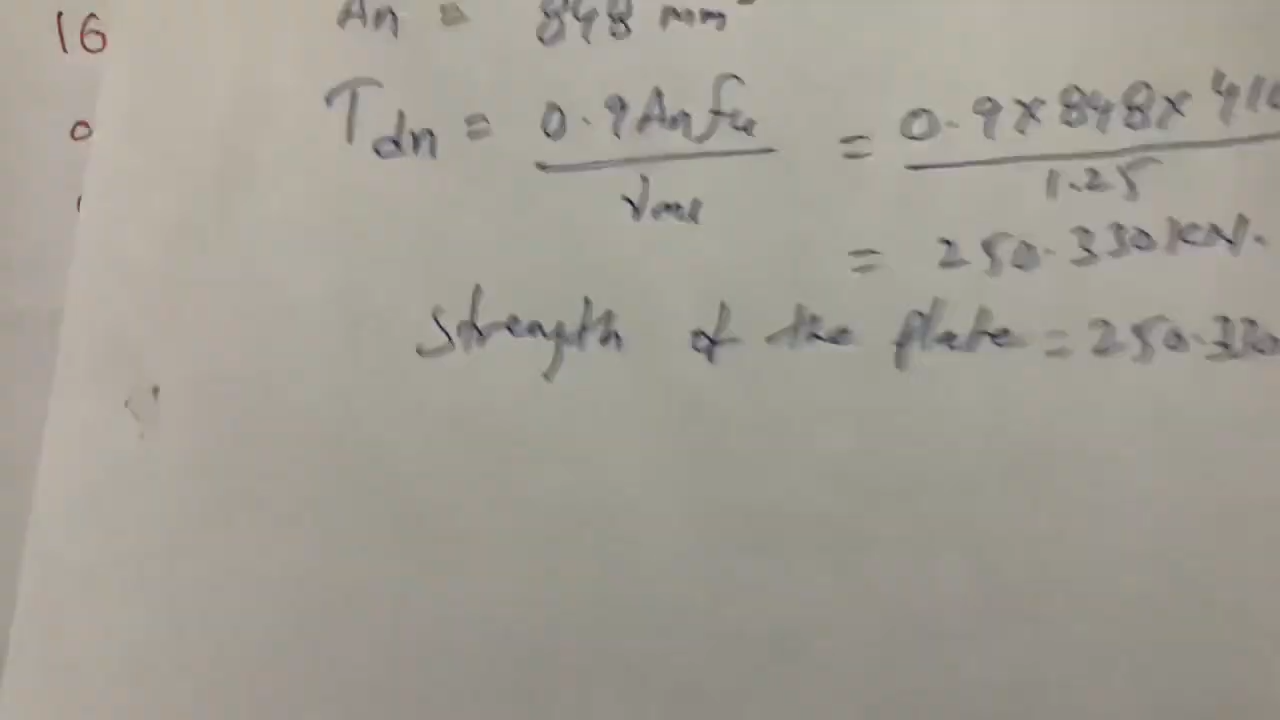 16
An = 848 mm²
Tdn = 0.9 An fu / γm1 = 0.9 x 848 x 410 / 1.25
= 250.330 KN.
Strength of the plate = 250.330